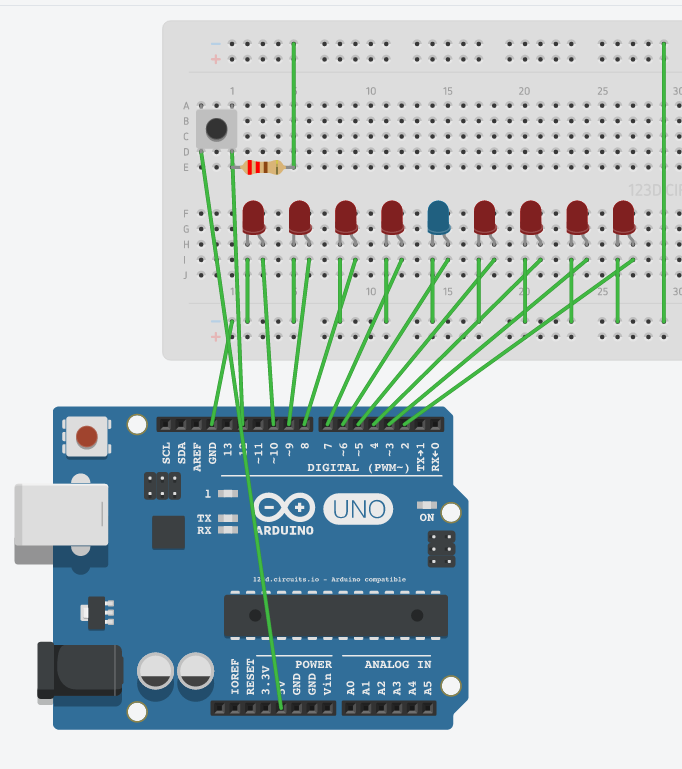 − −
+ +
1 5 10 15 20 25 30
A
B
C
D
E
123D CIR
F
G
H
I
J
1 5 10 15 20 25 30
− −
+ +
SCL SDA AREF GND 13 12 ~11 ~10 ~9 8 7 ~6 ~5 4 ~3 2 TX→1 RX←0
DIGITAL (PWM~)
1
TX
RX
ARDUINO
UNO
ON
123d.circuits.io - Arduino compatible
POWER
ANALOG IN
IOREF RESET 3.3V 5V GND GND Vin A0 A1 A2 A3 A4 A5